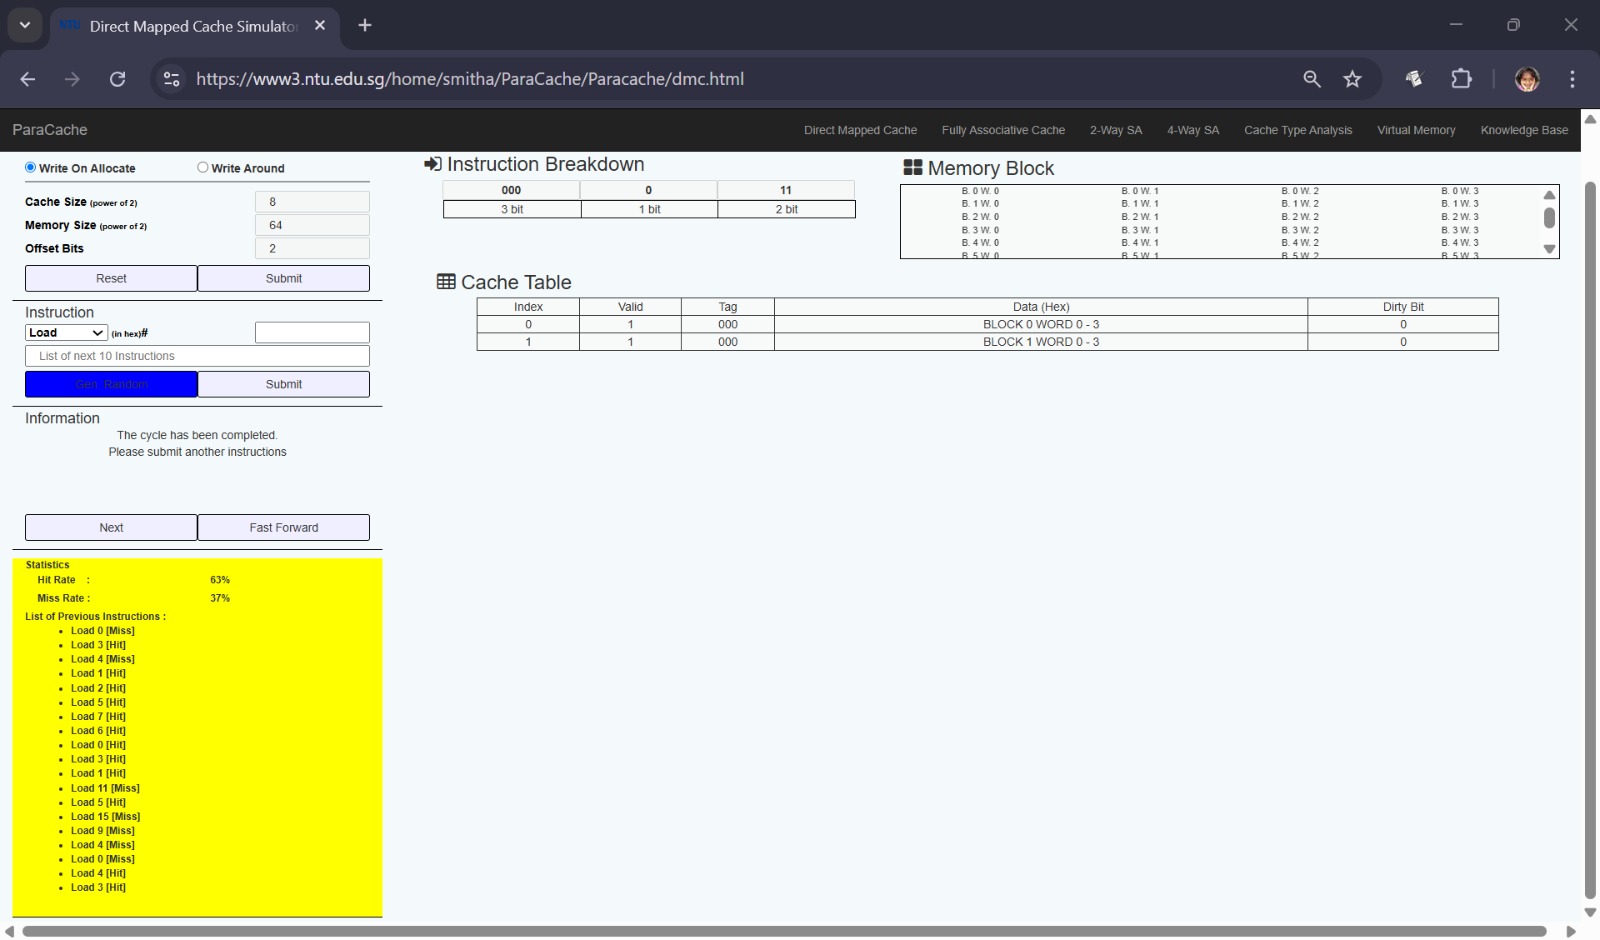 NTU Direct Mapped Cache Simulato
https://www3.ntu.edu.sg/home/smitha/ParaCache/Paracache/dmc.html
ParaCache Direct Mapped Cache Fully Associative Cache 2-Way SA 4-Way SA Cache Type Analysis Virtual Memory Knowledge Base
Write On Allocate Write Around
Cache Size (power of 2) 8
Memory Size (power of 2) 64
Offset Bits 2
Reset Submit
Instruction
Load (in hex)#
List of next 10 Instructions
Gen. Random Submit
Information
The cycle has been completed.
Please submit another instructions
Next Fast Forward
Statistics
Hit Rate : 63%
Miss Rate : 37%
List of Previous Instructions :
• Load 0 [Miss]
• Load 3 [Hit]
• Load 4 [Miss]
• Load 1 [Hit]
• Load 2 [Hit]
• Load 5 [Hit]
• Load 7 [Hit]
• Load 6 [Hit]
• Load 0 [Hit]
• Load 3 [Hit]
• Load 1 [Hit]
• Load 11 [Miss]
• Load 5 [Hit]
• Load 15 [Miss]
• Load 9 [Miss]
• Load 4 [Miss]
• Load 0 [Miss]
• Load 4 [Hit]
• Load 3 [Hit]
Instruction Breakdown
000 0 11
3 bit 1 bit 2 bit
Memory Block
B. 0 W. 0 B. 0 W. 1 B. 0 W. 2 B. 0 W. 3
B. 1 W. 0 B. 1 W. 1 B. 1 W. 2 B. 1 W. 3
B. 2 W. 0 B. 2 W. 1 B. 2 W. 2 B. 2 W. 3
B. 3 W. 0 B. 3 W. 1 B. 3 W. 2 B. 3 W. 3
B. 4 W. 0 B. 4 W. 1 B. 4 W. 2 B. 4 W. 3
B. 5 W. 0 B. 5 W. 1 B. 5 W. 2 B. 5 W. 3
Cache Table
Index Valid Tag Data (Hex) Dirty Bit
0 1 000 BLOCK 0 WORD 0 - 3 0
1 1 000 BLOCK 1 WORD 0 - 3 0